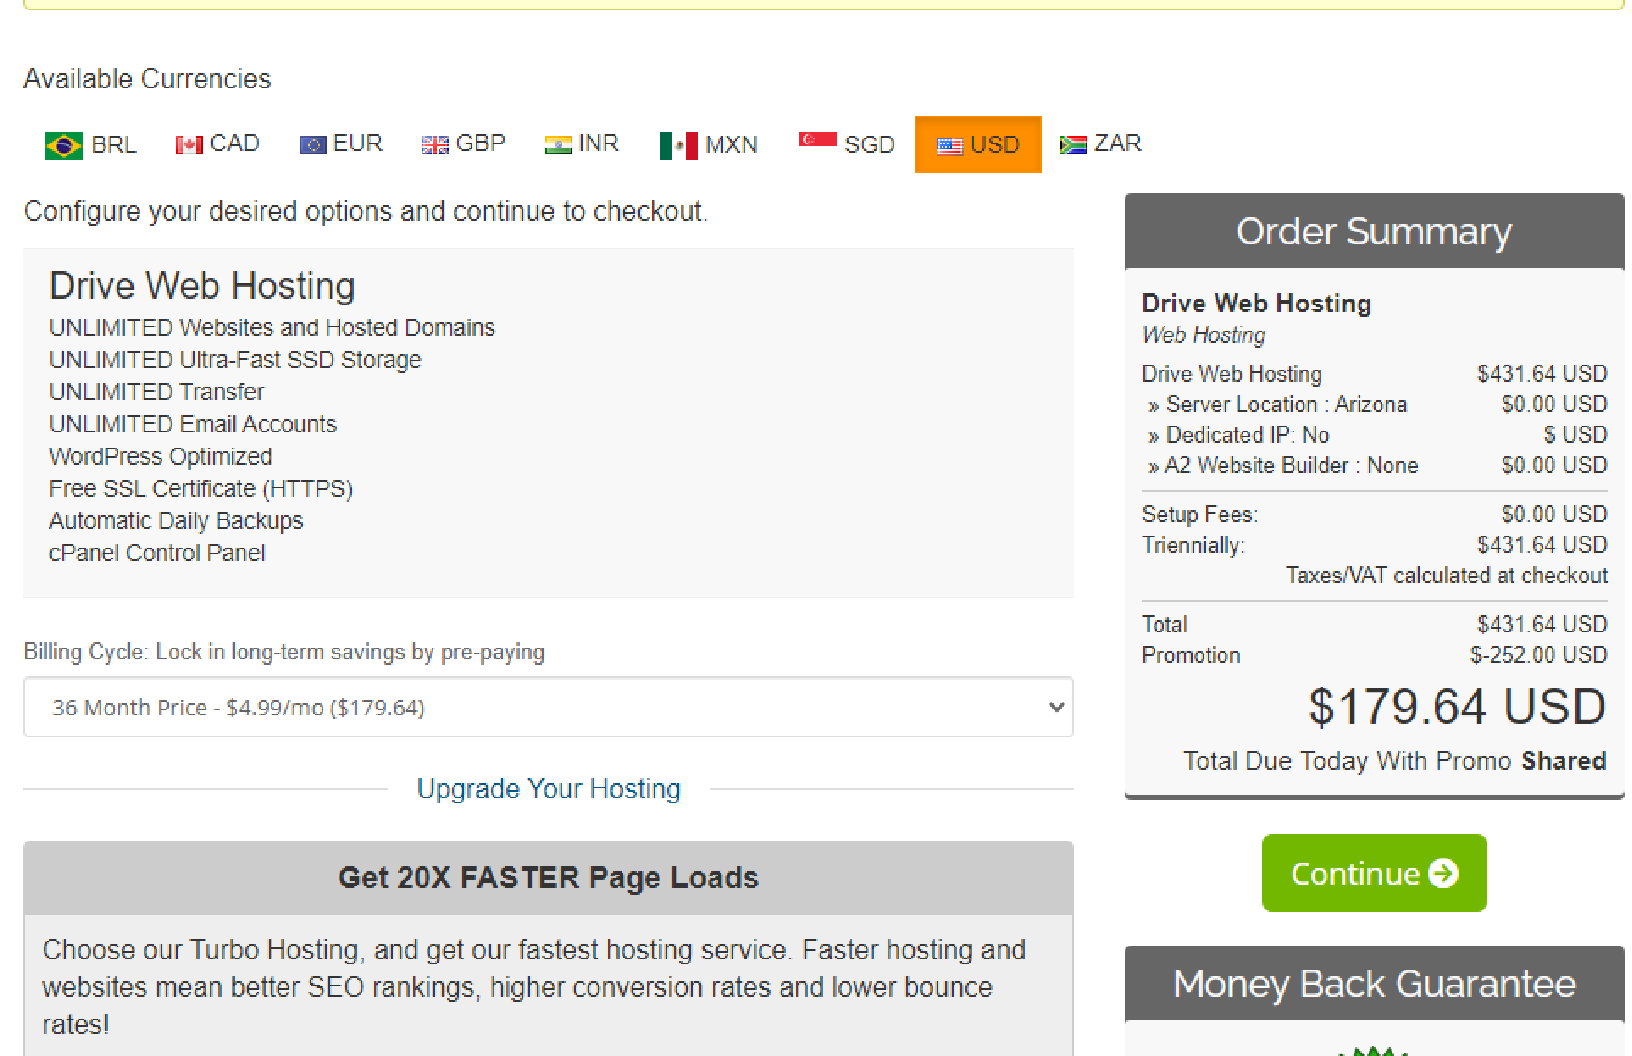 Available Currencies
BRL CAD EUR GBP INR MXN SGD USD ZAR
Configure your desired options and continue to checkout.
Drive Web Hosting
UNLIMITED Websites and Hosted Domains
UNLIMITED Ultra-Fast SSD Storage
UNLIMITED Transfer
UNLIMITED Email Accounts
WordPress Optimized
Free SSL Certificate (HTTPS)
Automatic Daily Backups
cPanel Control Panel
Billing Cycle: Lock in long-term savings by pre-paying
36 Month Price - $4.99/mo ($179.64)
Upgrade Your Hosting
Get 20X FASTER Page Loads
Choose our Turbo Hosting, and get our fastest hosting service. Faster hosting and
websites mean better SEO rankings, higher conversion rates and lower bounce
rates!
Order Summary
Drive Web Hosting
Web Hosting
Drive Web Hosting $431.64 USD
» Server Location : Arizona $0.00 USD
» Dedicated IP: No $ USD
» A2 Website Builder : None $0.00 USD
Setup Fees: $0.00 USD
Triennially: $431.64 USD
Taxes/VAT calculated at checkout
Total $431.64 USD
Promotion $-252.00 USD
$179.64 USD
Total Due Today With Promo Shared
Continue
Money Back Guarantee